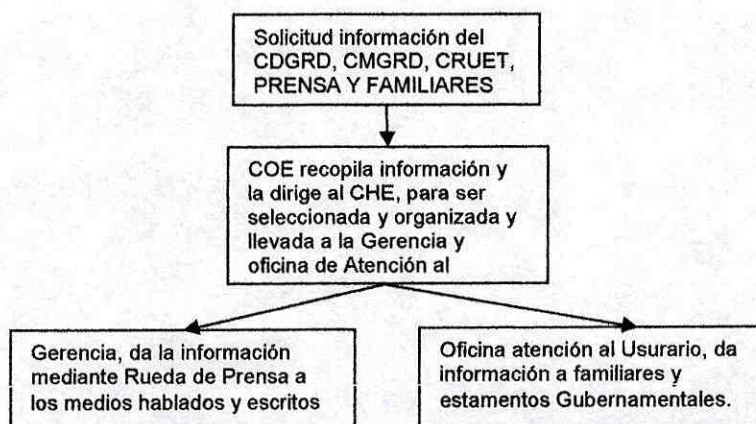 Solicitud información del
CDGRD, CMGRD, CRUET,
PRENSA Y FAMILIARES
COE recopila información y
la dirige al CHE, para ser
seleccionada y organizada y
llevada a la Gerencia y
oficina de Atención al
Gerencia, da la información
mediante Rueda de Prensa a
los medios hablados y escritos
Oficina atención al Usurario, da
información a familiares y
estamentos Gubernamentales.